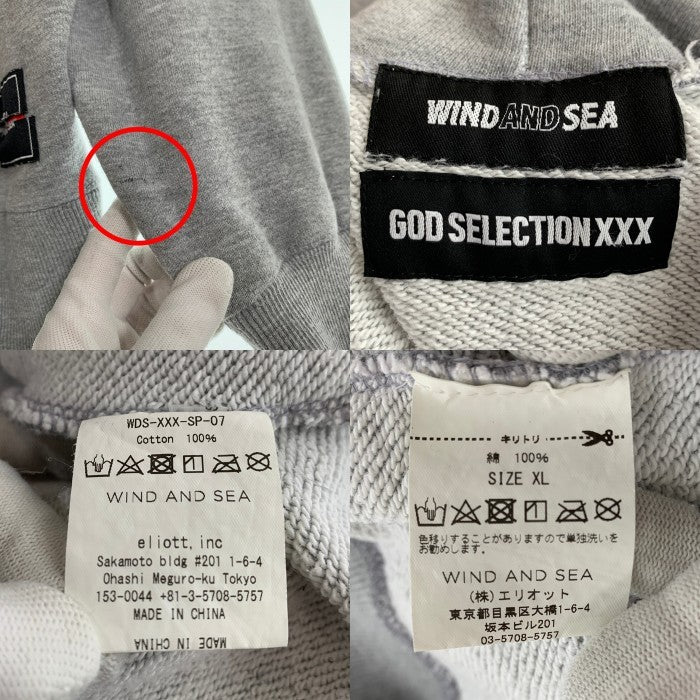 WIND AND SEA
GOD SELECTION XXX
WDS-XXX-SP-07
Cotton 100%
WIND AND SEA
eliott, inc
Sakamoto bldg #201 1-6-4
Ohashi Meguro-ku Tokyo
153-0044 +81-3-5708-5757
MADE IN CHINA
MADE IN CHINA
キリトリ
綿 100%
SIZE XL
色移りすることがありますので単独洗いを
お勧めします。
WIND AND SEA
(株)エリオット
東京都目黒区大橋1-6-4
坂本ビル201
03-5708-5757